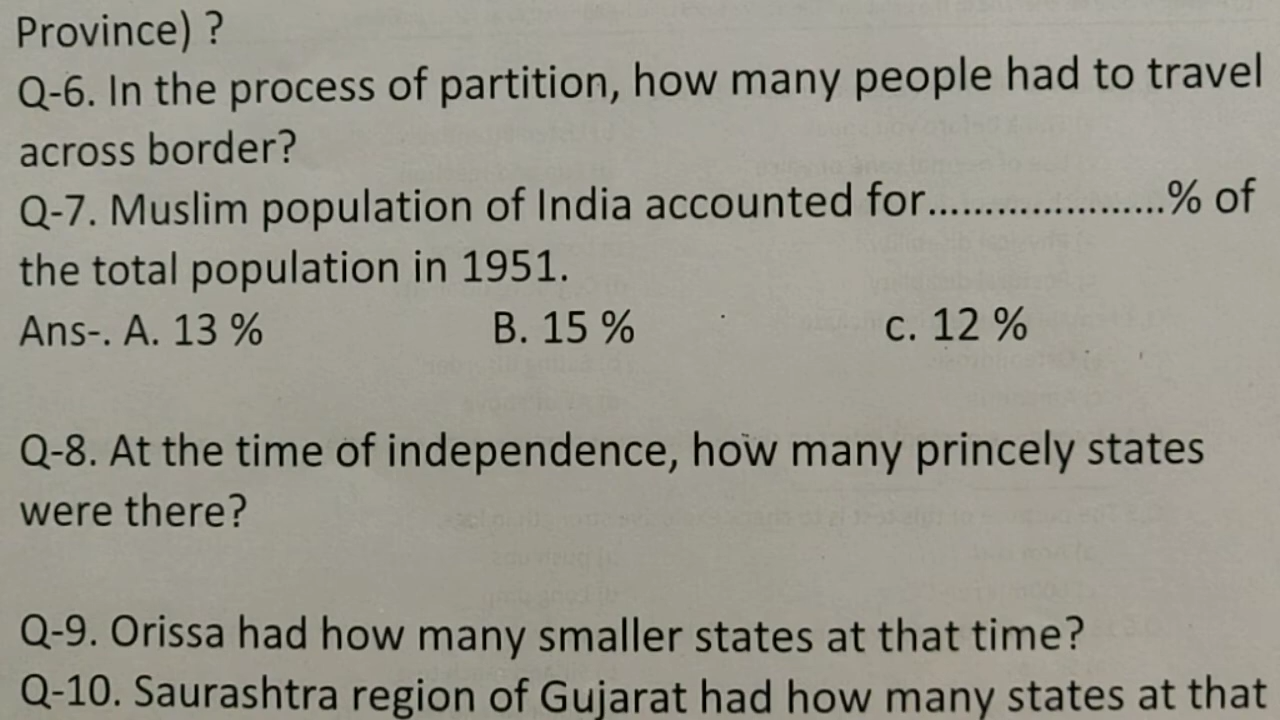 Province) ?
Q-6. In the process of partition, how many people had to travel
across border?
Q-7. Muslim population of India accounted for.....................% of
the total population in 1951.
Ans-. A. 13 % B. 15 % c. 12 %
Q-8. At the time of independence, how many princely states
were there?
Q-9. Orissa had how many smaller states at that time?
Q-10. Saurashtra region of Gujarat had how many states at that